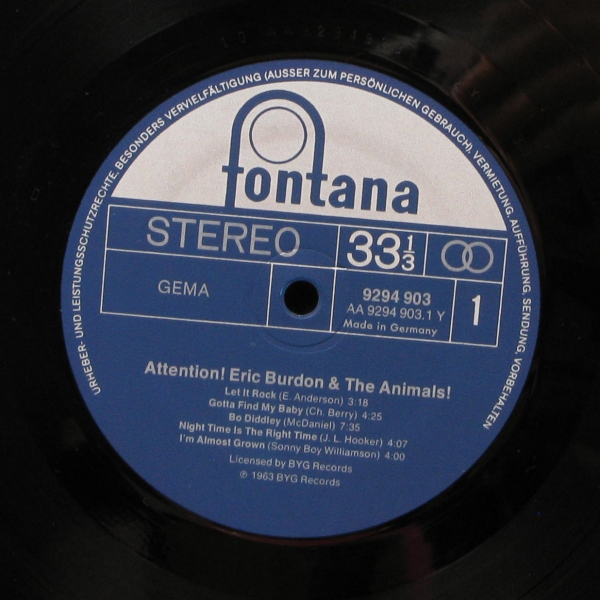 URHEBER- UND LEISTUNGSSCHUTZRECHTE, BESONDERS VERVIELFÄLTIGUNG (AUSSER ZUM PERSÖNLICHEN GEBRAUCH), VERMIETUNG, AUFFÜHRUNG, SENDUNG, VORBEHALTEN
fontana
STEREO
33 1/3
GEMA
9294 903
AA 9294 903.1 Y
Made in Germany
1
Attention! Eric Burdon & The Animals!
Let It Rock (E. Anderson) 3:18
Gotta Find My Baby (Ch. Berry) 4:25
Bo Diddley (McDaniel) 7:35
Night Time Is The Right Time (J. L. Hooker) 4:07
I'm Almost Grown (Sonny Boy Williamson) 4:00
Licensed by BYG Records
℗ 1963 BYG Records